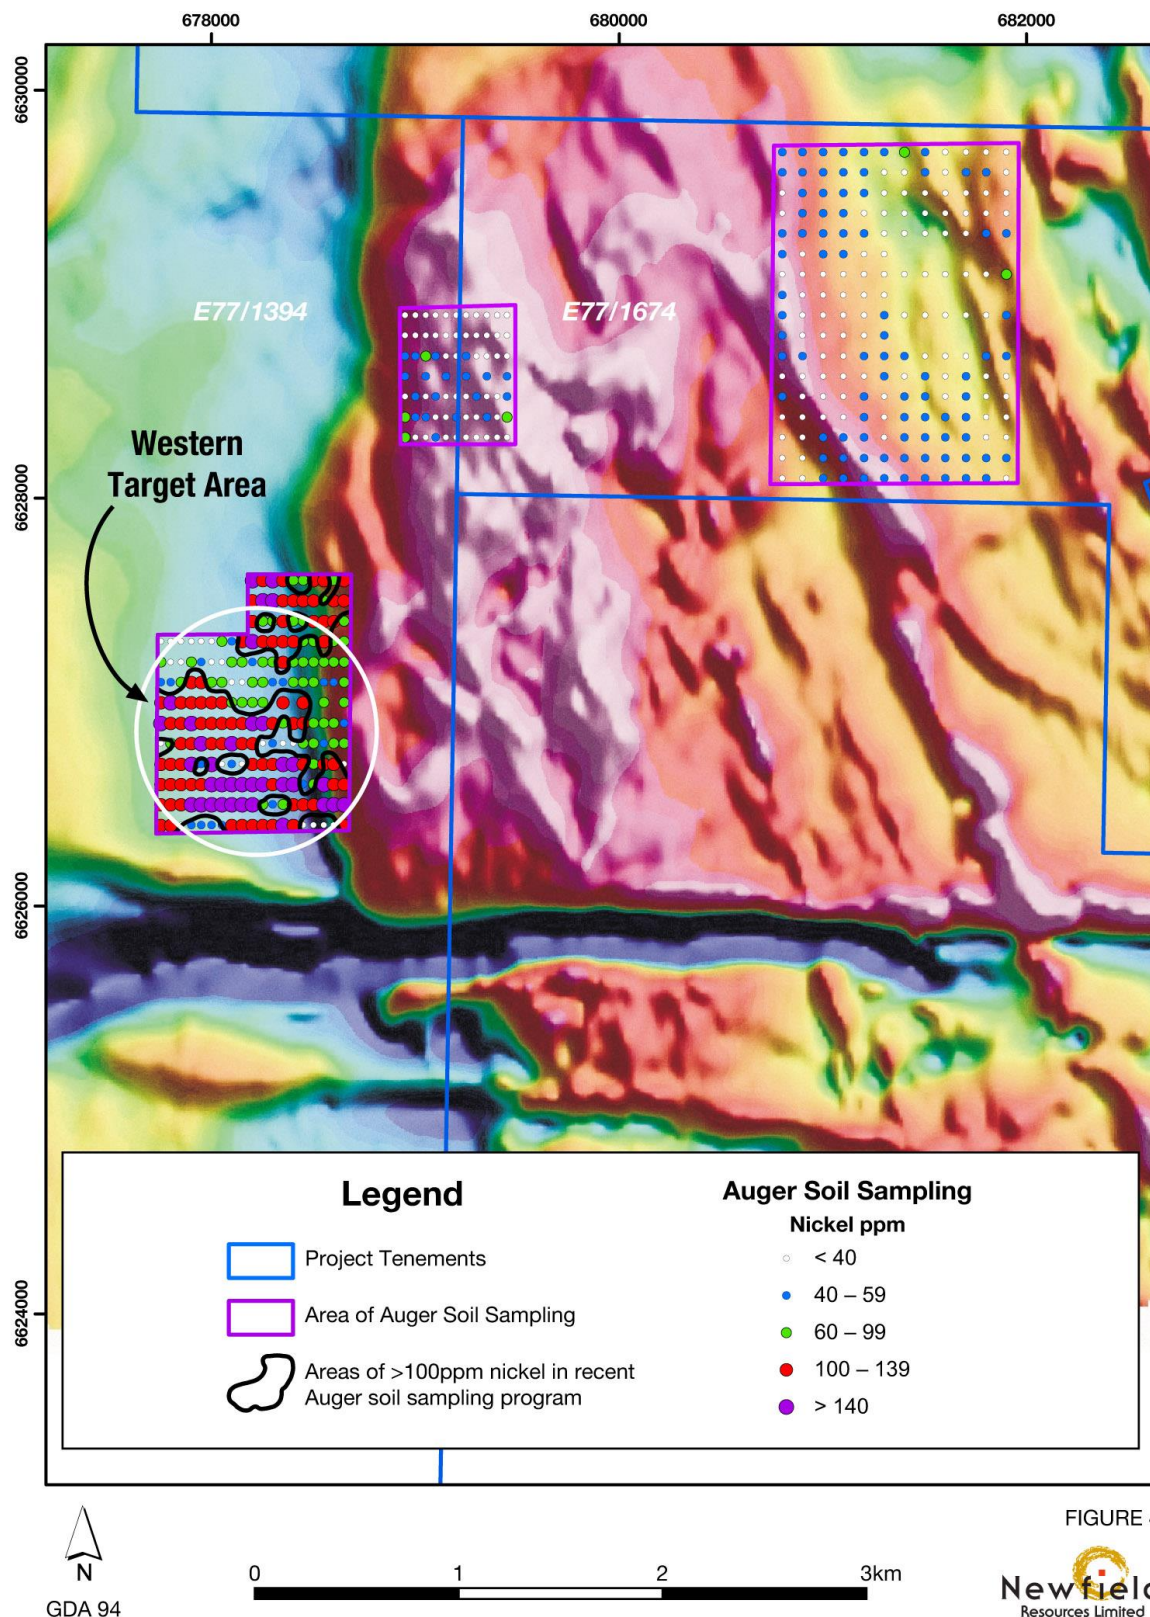 678000
680000
682000
6630000
E77/1394
E77/1674
Western
Target Area
6628000
6626000
6624000
Legend
Project Tenements
Area of Auger Soil Sampling
Areas of >100ppm nickel in recent
Auger soil sampling program
Auger Soil Sampling
Nickel ppm
< 40
40 – 59
60 – 99
100 – 139
> 140
N
GDA 94
0 1 2 3km
FIGURE
Newfield
Resources Limited